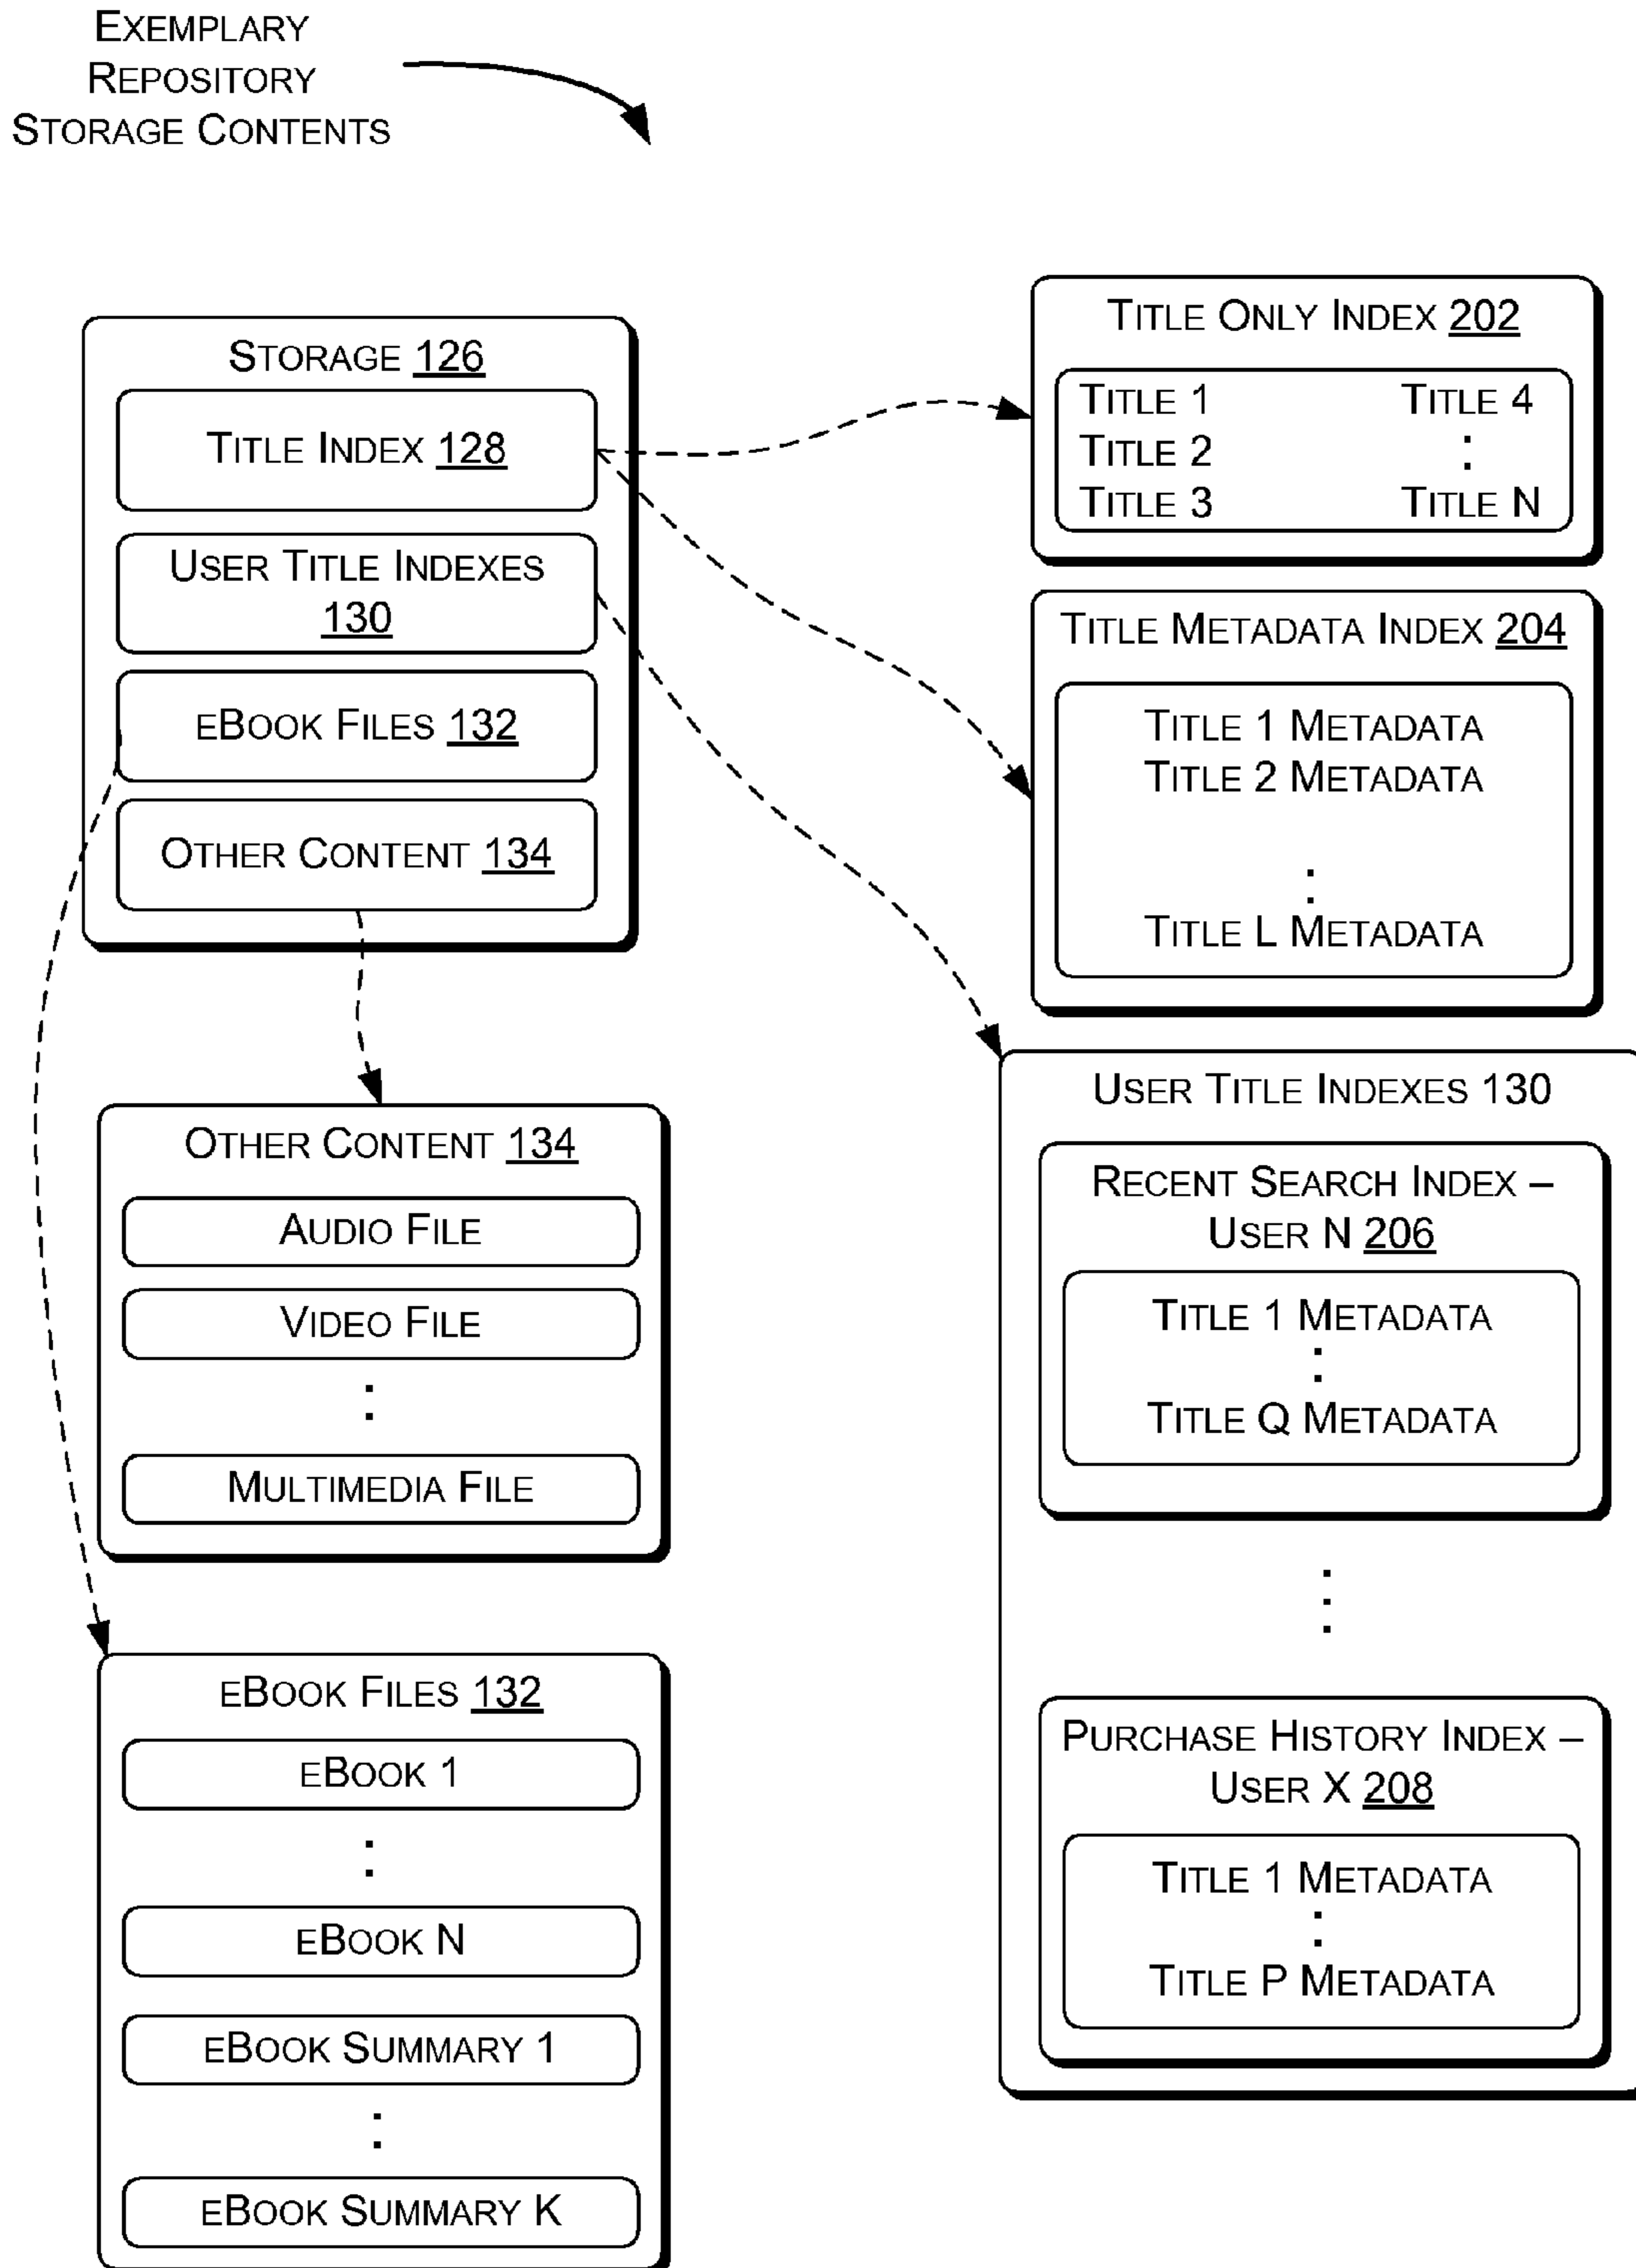 EXEMPLARY
REPOSITORY
STORAGE CONTENTS
STORAGE 126
TITLE INDEX 128
USER TITLE INDEXES
130
EBOOK FILES 132
OTHER CONTENT 134
TITLE ONLY INDEX 202
TITLE 1
TITLE 2
TITLE 3
TITLE 4
:
TITLE N
TITLE METADATA INDEX 204
TITLE 1 METADATA
TITLE 2 METADATA
:
TITLE L METADATA
OTHER CONTENT 134
AUDIO FILE
VIDEO FILE
:
MULTIMEDIA FILE
EBOOK FILES 132
EBOOK 1
:
EBOOK N
EBOOK SUMMARY 1
:
EBOOK SUMMARY K
USER TITLE INDEXES 130
RECENT SEARCH INDEX –
USER N 206
TITLE 1 METADATA
:
TITLE Q METADATA
⋮
PURCHASE HISTORY INDEX –
USER X 208
TITLE 1 METADATA
:
TITLE P METADATA